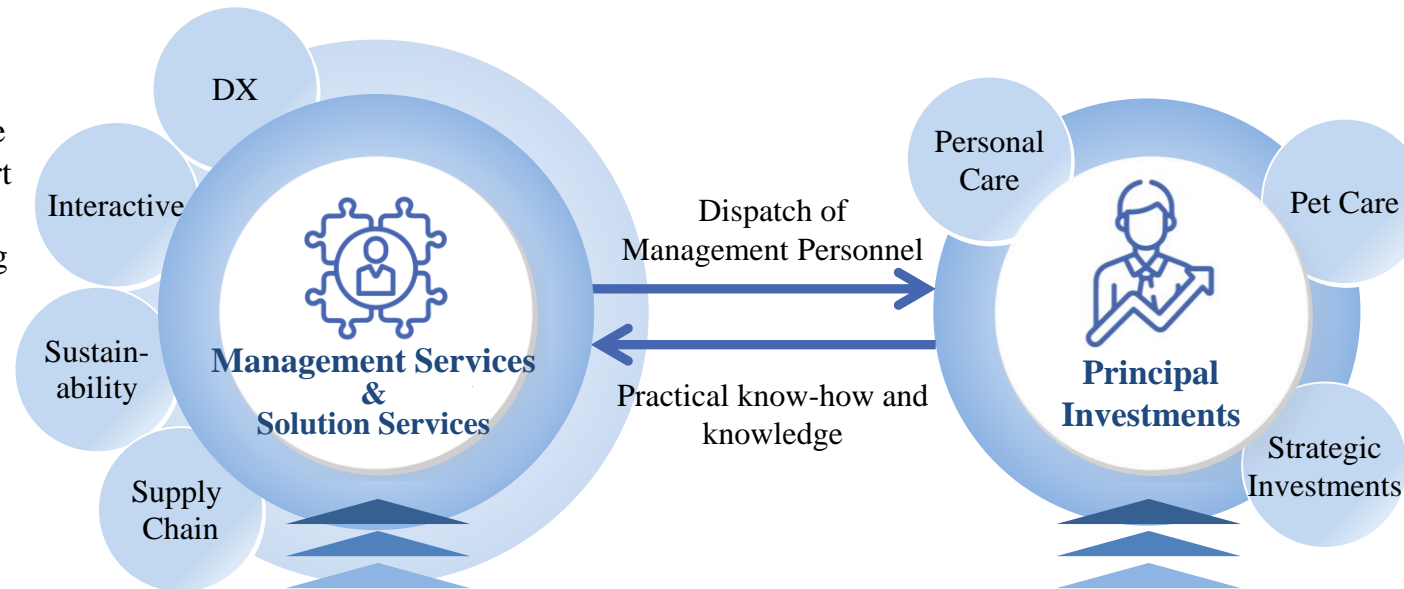 DX
Interactive
Sustain-
ability
Supply
Chain
Management Services
&
Solution Services
Dispatch of
Management Personnel
Practical know-how and
knowledge
Personal
Care
Pet Care
Principal
Investments
Strategic
Investments